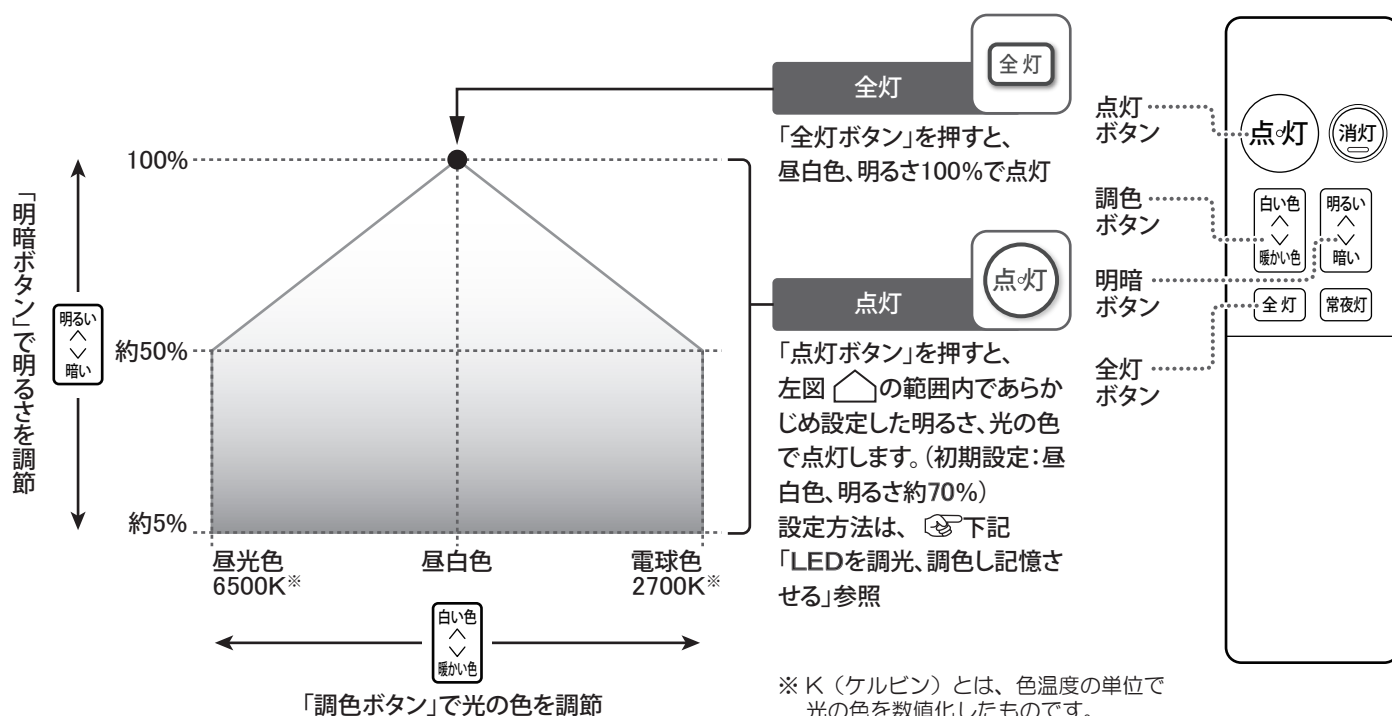 「明暗ボタン」で明るさを調節
明るい
暗い
100%
約50%
約5%
昼光色
6500K※
昼白色
電球色
2700K※
白い色
暖かい色
「調色ボタン」で光の色を調節
全灯
全灯
「全灯ボタン」を押すと、
昼白色、明るさ100%で点灯
点灯
点灯
「点灯ボタン」を押すと、
左図 の範囲内であらか
じめ設定した明るさ、光の色
で点灯します。(初期設定:昼
白色、明るさ約70%)
設定方法は、 下記
「LEDを調光、調色し記憶さ
せる」参照
※ K(ケルビン)とは、色温度の単位で
光の色を数値化したものです。
点灯
ボタン
調色
ボタン
明暗
ボタン
全灯
ボタン
点灯
消灯
白い色
暖かい色
明るい
暗い
全灯
常夜灯